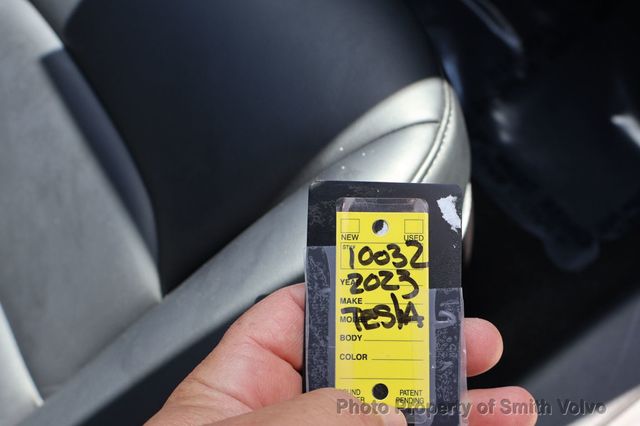 NEW USED
10032
2023
MAKE
TESlA
BODY
COLOR
PATENT
PENDING
Photo Property of Smith Volvo